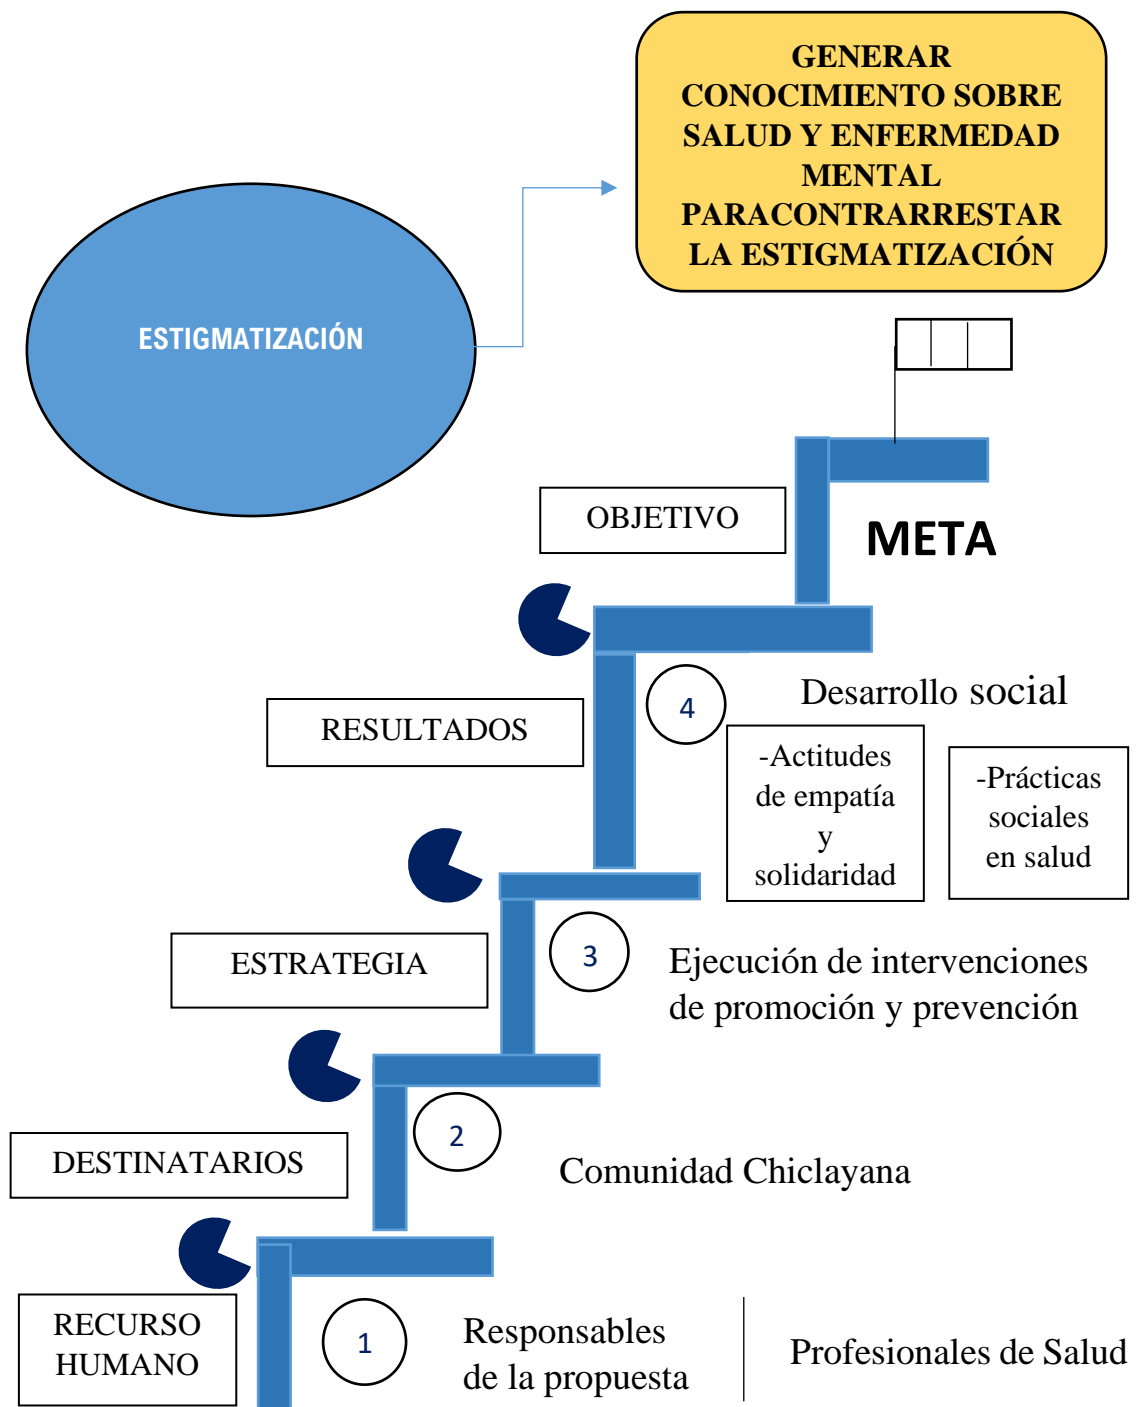 GENERAR
CONOCIMIENTO SOBRE
SALUD Y ENFERMEDAD
MENTAL
PARACONTRARRESTAR
LA ESTIGMATIZACIÓN
ESTIGMATIZACIÓN
OBJETIVO
META
RESULTADOS
4
Desarrollo social
-Actitudes
de empatía
y
solidaridad
-Prácticas
sociales
en salud
ESTRATEGIA
3
Ejecución de intervenciones
de promoción y prevención
DESTINATARIOS
2
Comunidad Chiclayana
RECURSO
HUMANO
1
Responsables
de la propuesta
Profesionales de Salud